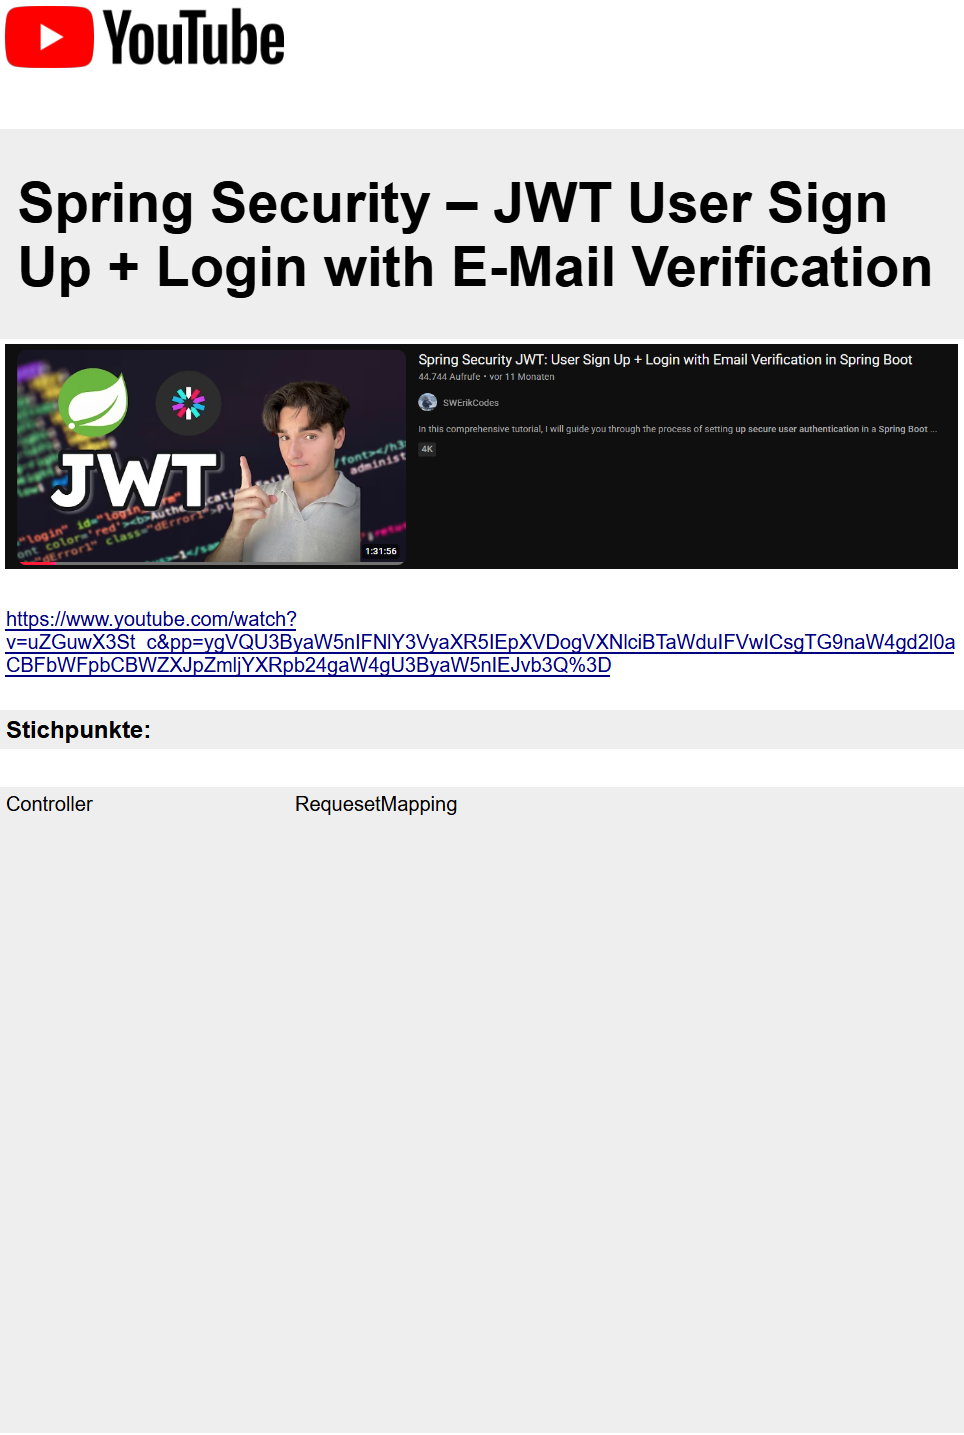 YouTube
Spring Security – JWT User Sign
Up + Login with E-Mail Verification
Spring Security JWT: User Sign Up + Login with Email Verification in Spring Boot
44.744 Aufrufe • vor 11 Monaten
SWErikCodes
In this comprehensive tutorial, I will guide you through the process of setting up secure user authentication in a Spring Boot ...
4K
JWT
1:31:56
https://www.youtube.com/watch?
v=uZGuwX3St_c&pp=ygVQU3ByaW5nIFNlY3VyaXR5IEpXVDogVXNlciBTaWduIFVwICsgTG9naW4gd2l0a
CBFbWFpbCBWZXJpZmljYXRpb24gaW4gU3ByaW5nIEJvb3Q%3D
Stichpunkte:
Controller RequesetMapping